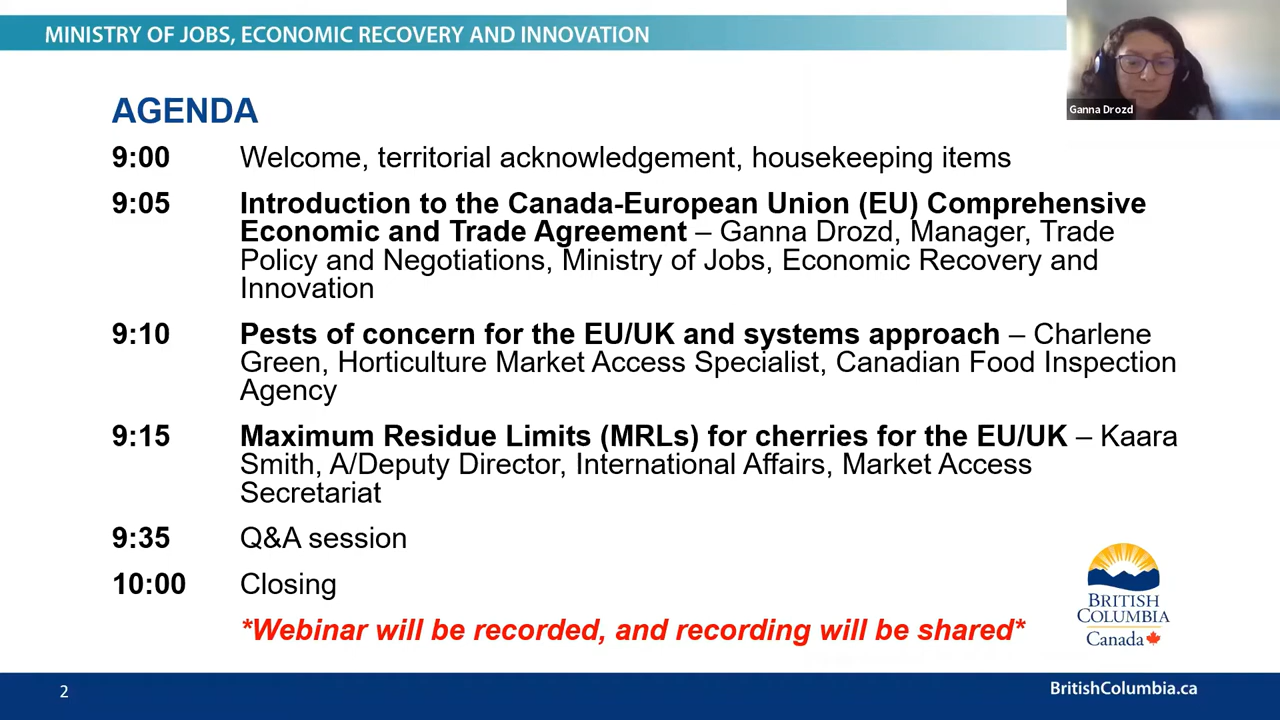 MINISTRY OF JOBS, ECONOMIC RECOVERY AND INNOVATION
Ganna Drozd
AGENDA
9:00 Welcome, territorial acknowledgement, housekeeping items
9:05 Introduction to the Canada-European Union (EU) Comprehensive
Economic and Trade Agreement – Ganna Drozd, Manager, Trade
Policy and Negotiations, Ministry of Jobs, Economic Recovery and
Innovation
9:10 Pests of concern for the EU/UK and systems approach – Charlene
Green, Horticulture Market Access Specialist, Canadian Food Inspection
Agency
9:15 Maximum Residue Limits (MRLs) for cherries for the EU/UK – Kaara
Smith, A/Deputy Director, International Affairs, Market Access
Secretariat
9:35 Q&A session
10:00 Closing
*Webinar will be recorded, and recording will be shared*
BRITISH
COLUMBIA
Canada
2
BritishColumbia.ca